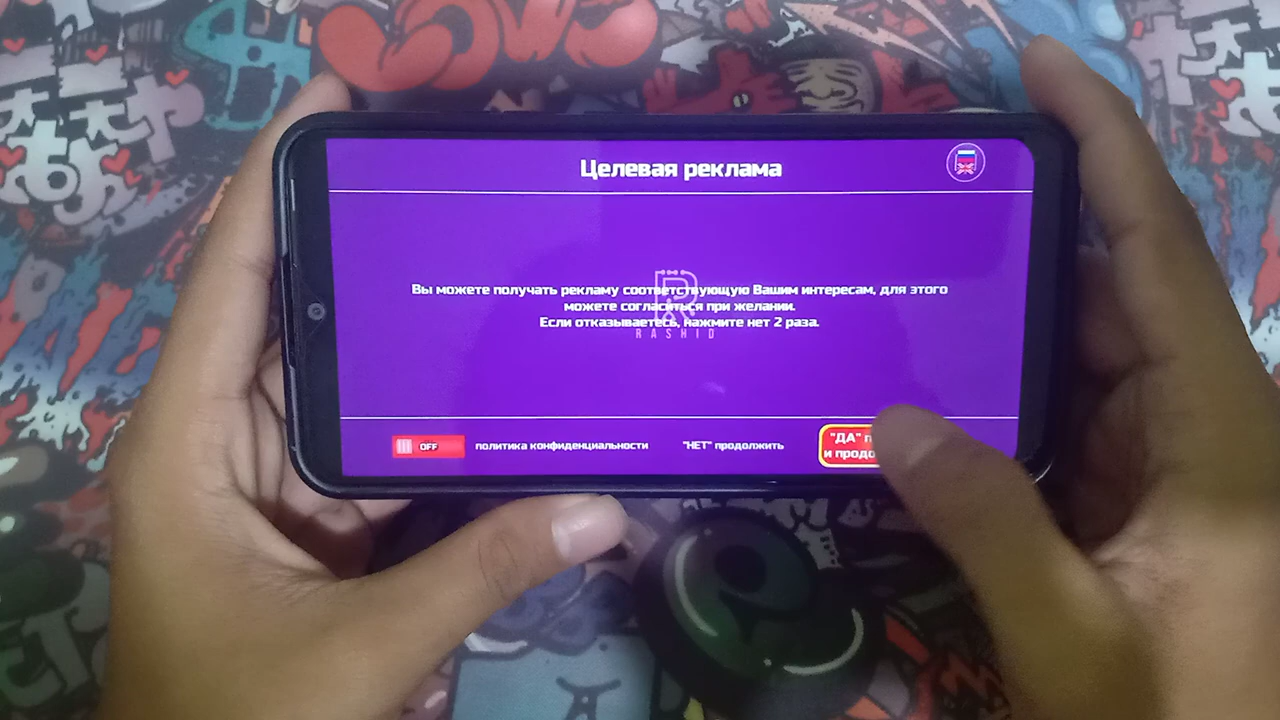 Целевая реклама
Вы можете получать рекламу соответствующую Вашим интересам, для этого
можете согласиться при желании.
Если отказываетесь, нажмите нет 2 раза.
RASHID
OFF
политика конфиденциальности
"НЕТ" продолжить
"ДА"
и